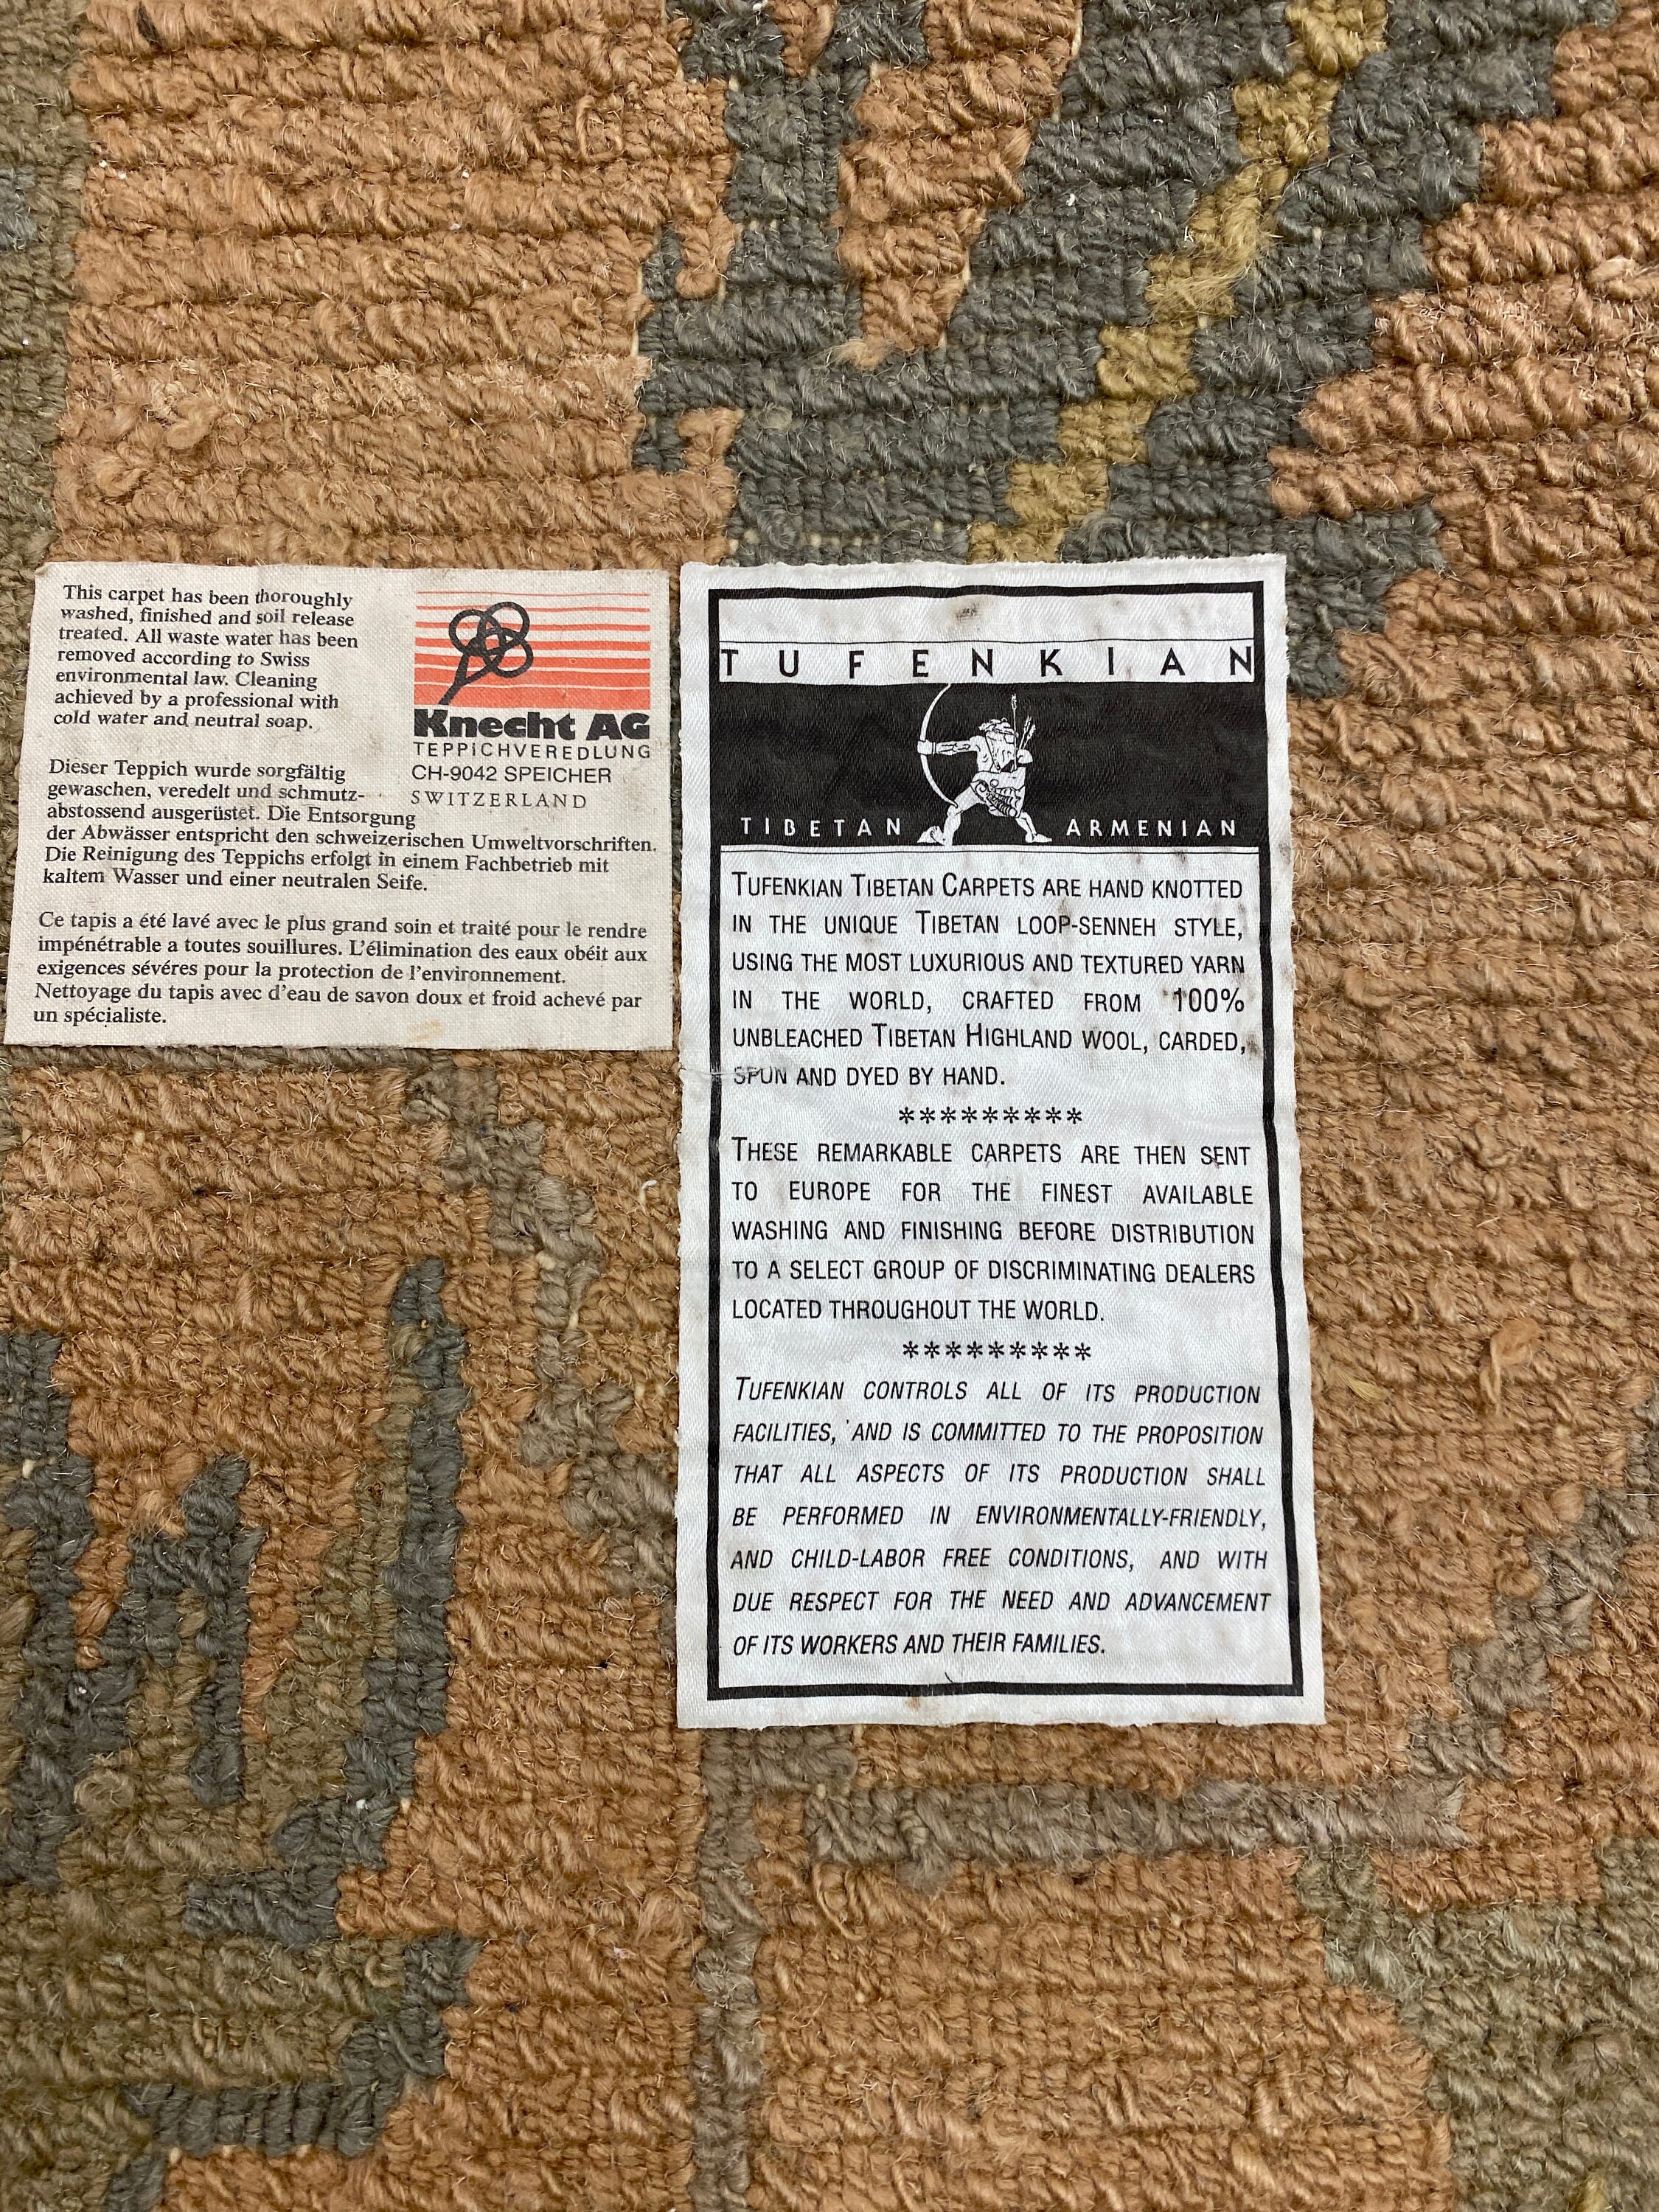 This carpet has been thoroughly
washed, finished and soil release
treated. All waste water has been
removed according to Swiss
environmental law. Cleaning
achieved by a professional with
cold water and neutral soap.
Knecht AG
TEPPICHVEREDLUNG
CH-9042 SPEICHER
SWITZERLAND
Dieser Teppich wurde sorgfältig
gewaschen, veredelt und schmutz-
abstossend ausgerüstet. Die Entsorgung
der Abwässer entspricht den schweizerischen Umweltvorschriften.
Die Reinigung des Teppichs erfolgt in einem Fachbetrieb mit
kaltem Wasser und einer neutralen Seife.
Ce tapis a été lavé avec le plus grand soin et traité pour le rendre
impénétrable a toutes souillures. L'élimination des eaux obéit aux
exigences sévéres pour la protection de l'environnement.
Nettoyage du tapis avec d'eau de savon doux et froid achevé par
un spécialiste.
TUFENKIAN
TIBETAN ARMENIAN
TUFENKIAN TIBETAN CARPETS ARE HAND KNOTTED
IN THE UNIQUE TIBETAN LOOP-SENNEH STYLE,
USING THE MOST LUXURIOUS AND TEXTURED YARN
IN THE WORLD, CRAFTED FROM 100%
UNBLEACHED TIBETAN HIGHLAND WOOL, CARDED,
SPUN AND DYED BY HAND.
*********
THESE REMARKABLE CARPETS ARE THEN SENT
TO EUROPE FOR THE FINEST AVAILABLE
WASHING AND FINISHING BEFORE DISTRIBUTION
TO A SELECT GROUP OF DISCRIMINATING DEALERS
LOCATED THROUGHOUT THE WORLD.
*********
TUFENKIAN CONTROLS ALL OF ITS PRODUCTION
FACILITIES, AND IS COMMITTED TO THE PROPOSITION
THAT ALL ASPECTS OF ITS PRODUCTION SHALL
BE PERFORMED IN ENVIRONMENTALLY-FRIENDLY,
AND CHILD-LABOR FREE CONDITIONS, AND WITH
DUE RESPECT FOR THE NEED AND ADVANCEMENT
OF ITS WORKERS AND THEIR FAMILIES.